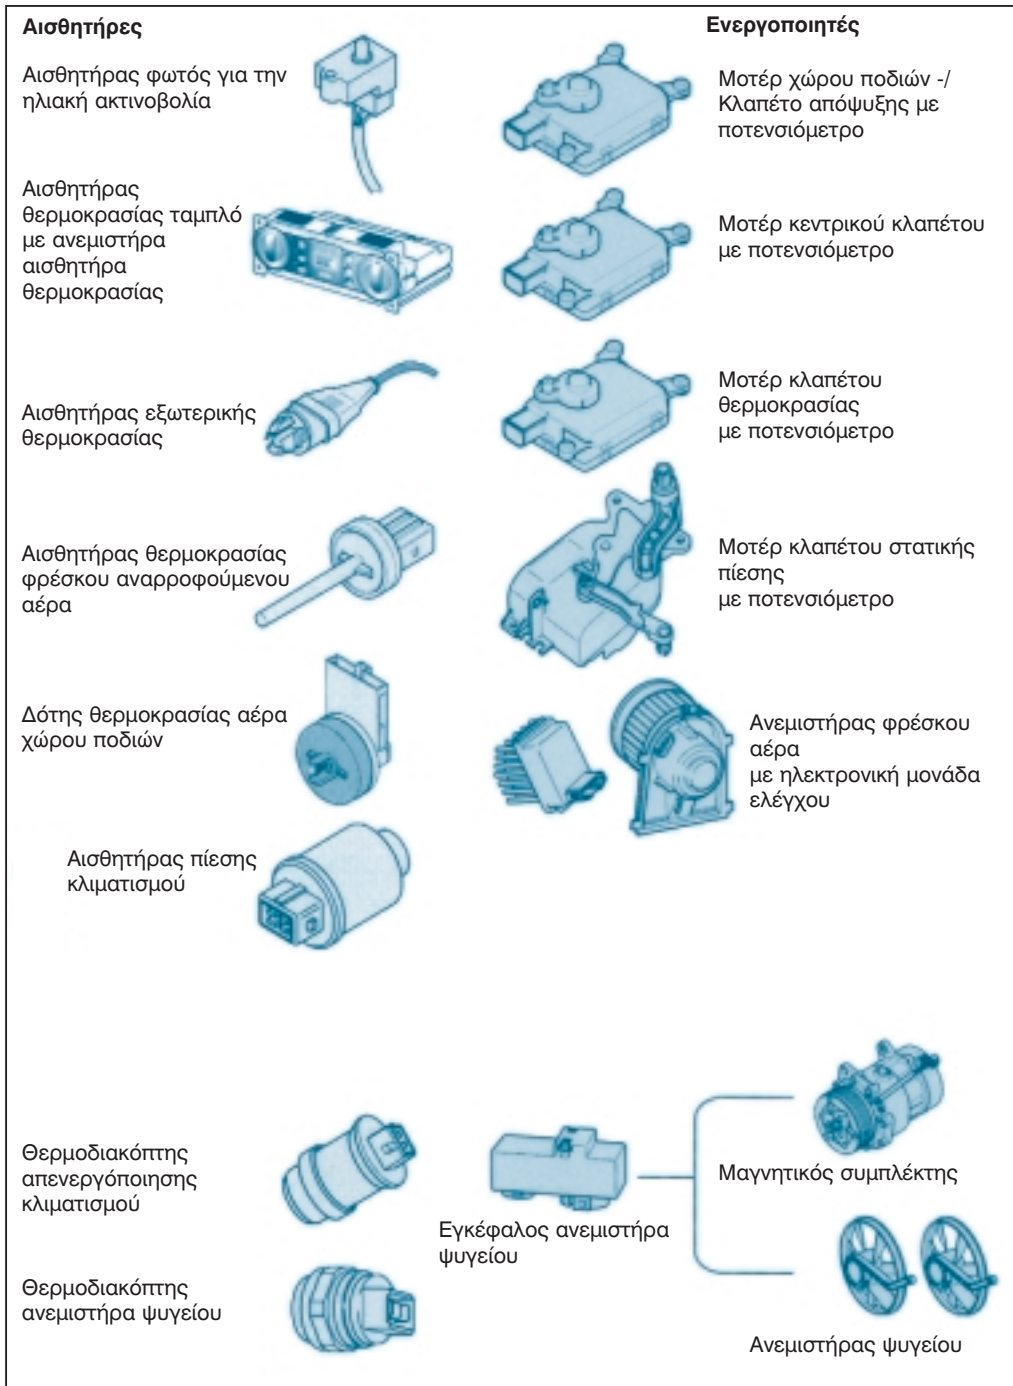 Αισθητήρες
Αισθητήρας φωτός για την
ηλιακή ακτινοβολία
Αισθητήρας
θερμοκρασίας ταμπλό
με ανεμιστήρα
αισθητήρα
θερμοκρασίας
Αισθητήρας εξωτερικής
θερμοκρασίας
Αισθητήρας θερμοκρασίας
φρέσκου αναρροφούμενου
αέρα
Δότης θερμοκρασίας αέρα
χώρου ποδιών
Αισθητήρας πίεσης
κλιματισμού
Θερμοδιακόπτης
απενεργόποιησης
κλιματισμού
Θερμοδιακόπτης
ανεμιστήρα ψυγείου
Ενεργοποιητές
Μοτέρ χώρου ποδιών -/
Κλαπέτο απόψυξης με
ποτενσιόμετρο
Μοτέρ κεντρικού κλαπέτου
με ποτενσιόμετρο
Μοτέρ κλαπέτου
θερμοκρασίας
με ποτενσιόμετρο
Μοτέρ κλαπέτου στατικής
πίεσης
με ποτενσιόμετρο
Ανεμιστήρας φρέσκου
αέρα
με ηλεκτρονική μονάδα
ελέγχου
Εγκέφαλος ανεμιστήρα
ψυγείου
Μαγνητικός συμπλέκτης
Ανεμιστήρας ψυγείου